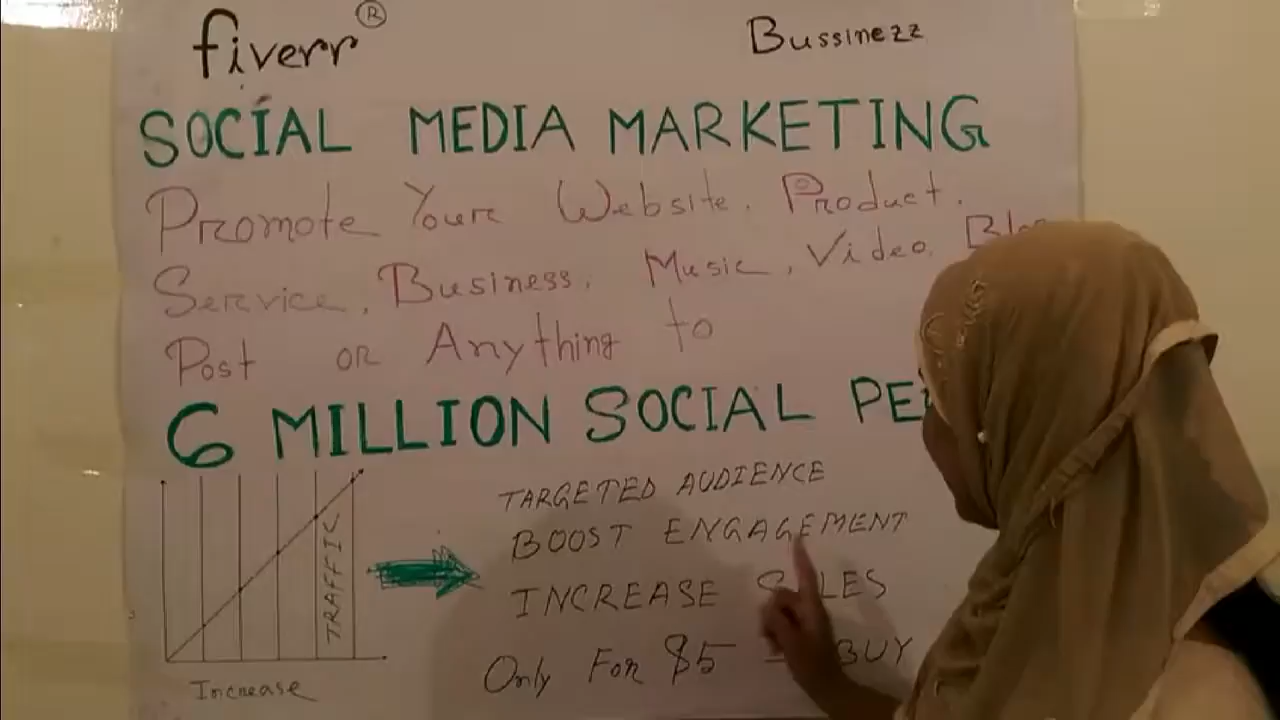 fiverr ®
Bussinezz
SOCIAL MEDIA MARKETING
Promote Your Website. Product.
Service. Business. Music, Video.
Post or Anything to
6 MILLION SOCIAL
TARGETED AUDIENCE
BOOST ENGAGEMENT
INCREASE SALES
Only For $5 BUY
TRAFFIC
Increase